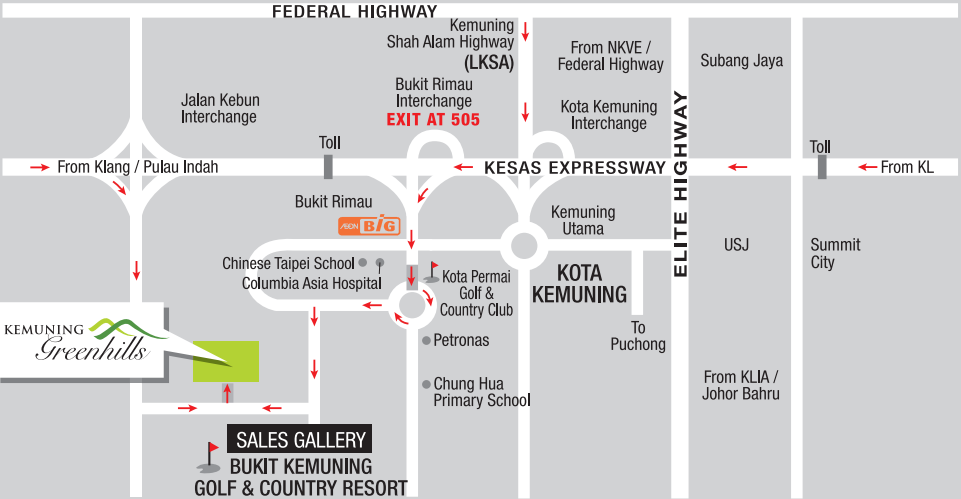 FEDERAL HIGHWAY
Kemuning
Shah Alam Highway
(LKSA)
From NKVE /
Federal Highway
Subang Jaya
Bukit Rimau
Interchange
EXIT AT 505
Jalan Kebun
Interchange
Kota Kemuning
Interchange
ELITE HIGHWAY
Toll
Toll
From Klang / Pulau Indah
KESAS EXPRESSWAY
From KL
Bukit Rimau
AEON BiG
Kemuning
Utama
USJ
Summit
City
Chinese Taipei School
Columbia Asia Hospital
Kota Permai
Golf &
Country Club
KOTA
KEMUNING
To
Puchong
KEMUNING
Greenhills
Petronas
Chung Hua
Primary School
From KLIA /
Johor Bahru
SALES GALLERY
BUKIT KEMUNING
GOLF & COUNTRY RESORT